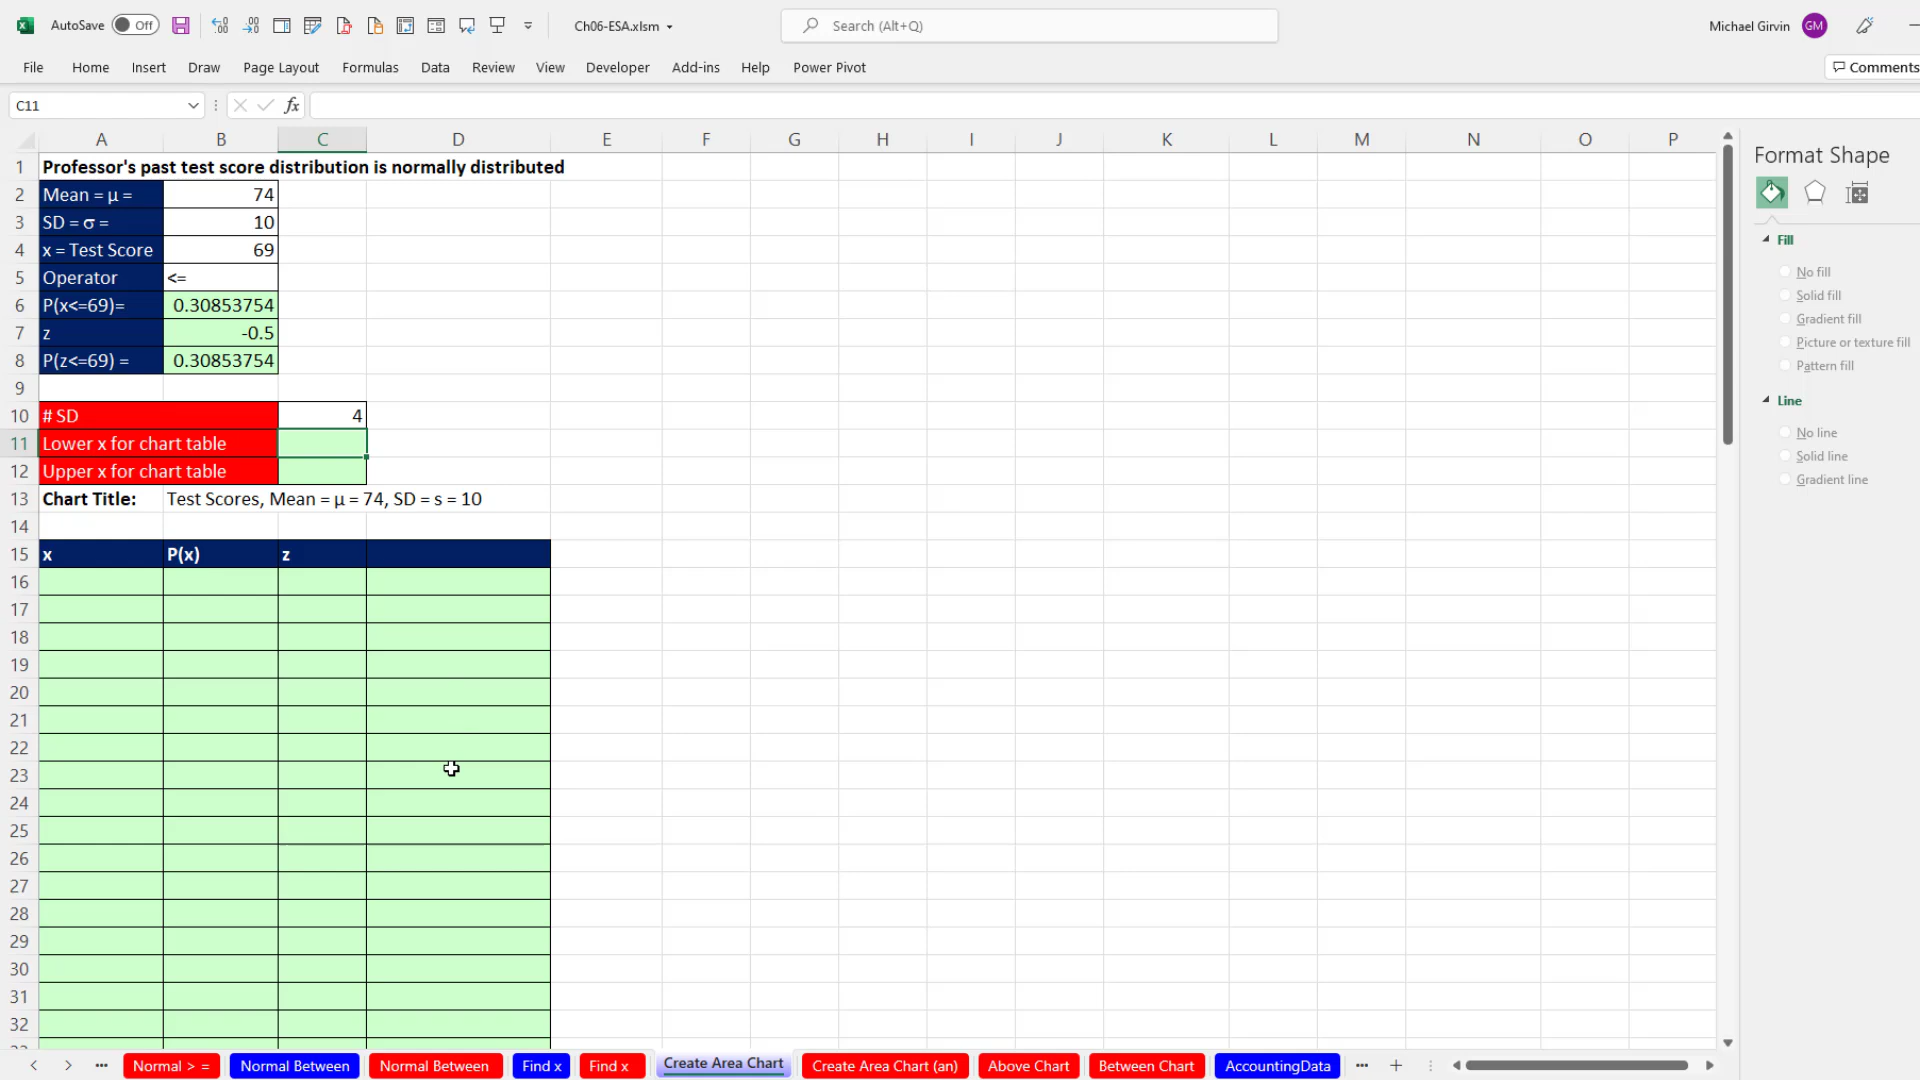 AutoSave Off Ch06-ESA.xlsm Search (Alt+Q) Michael Girvin GM
File Home Insert Draw Page Layout Formulas Data Review View Developer Add-ins Help Power Pivot Comments
C11 fx
A B C D E F G H I J K L M N O P
1 Professor's past test score distribution is normally distributed
2 Mean = μ = 74
3 SD = σ = 10
4 x = Test Score 69
5 Operator <=
6 P(x<=69)= 0.30853754
7 z -0.5
8 P(z<=69) = 0.30853754
9
10 # SD 4
11 Lower x for chart table
12 Upper x for chart table
13 Chart Title: Test Scores, Mean = μ = 74, SD = s = 10
14
15 x P(x) z
16
17
18
19
20
21
22
23
24
25
26
27
28
29
30
31
32
Normal > = Normal Between Normal Between Find x Find x Create Area Chart Create Area Chart (an) Above Chart Between Chart AccountingData
Format Shape
Fill
No fill
Solid fill
Gradient fill
Picture or texture fill
Pattern fill
Line
No line
Solid line
Gradient line